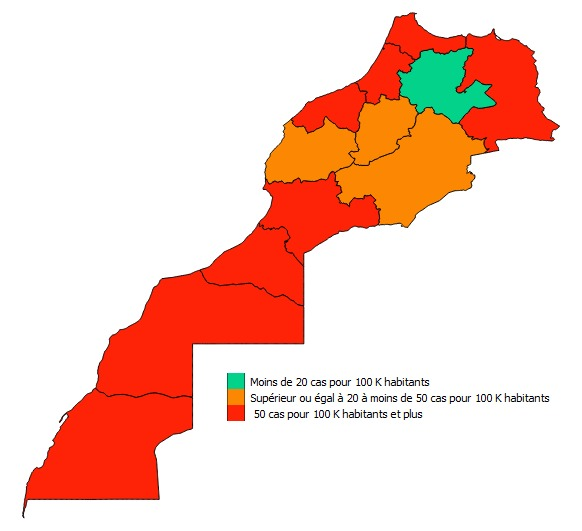 Moins de 20 cas pour 100 K habitants
Supérieur ou égal à 20 à moins de 50 cas pour 100 K habitants
50 cas pour 100 K habitants et plus